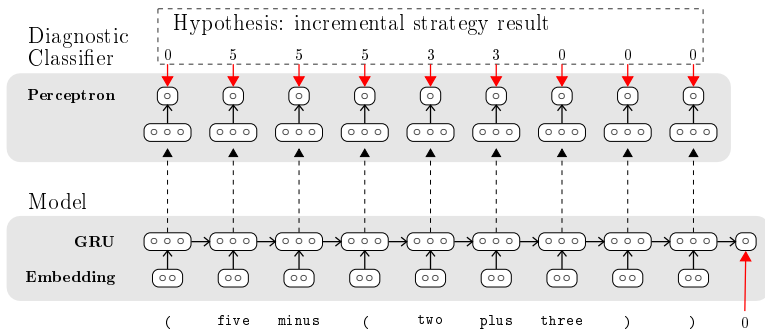 Hypothesis: incremental strategy result
Diagnostic
Classifier
0 5 5 5 3 3 0 0 0
Perceptron
Model
GRU
Embedding
( five minus ( two plus three ) ) 0